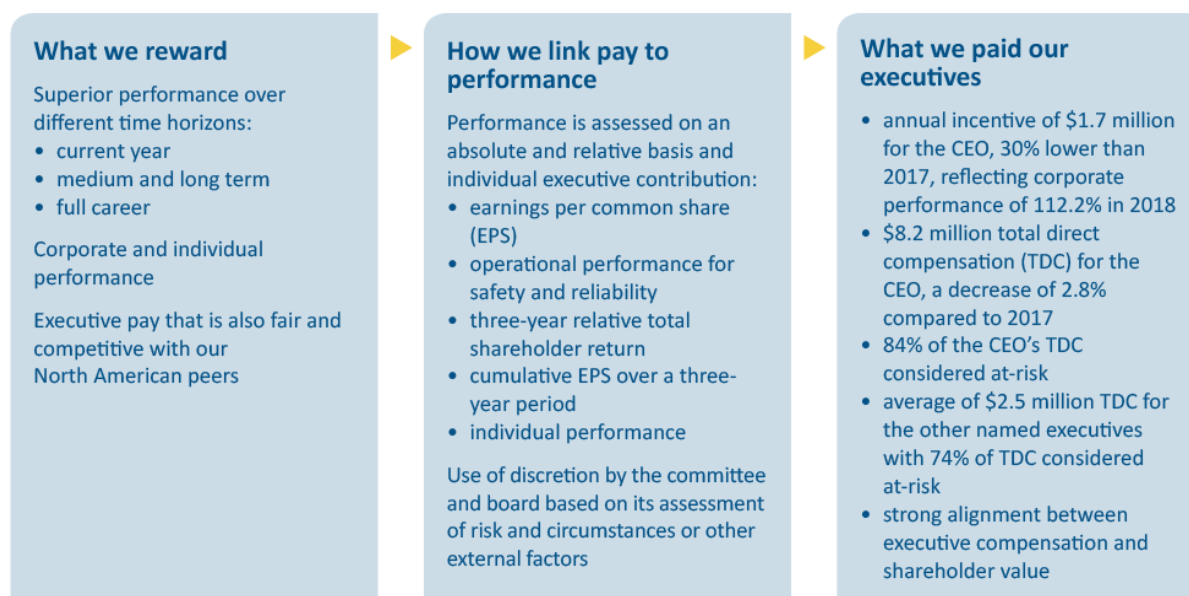 What we reward
Superior performance over
different time horizons:
• current year
• medium and long term
• full career
Corporate and individual
performance
Executive pay that is also fair and
competitive with our
North American peers
How we link pay to
performance
Performance is assessed on an
absolute and relative basis and
individual executive contribution:
• earnings per common share
(EPS)
• operational performance for
safety and reliability
• three-year relative total
shareholder return
• cumulative EPS over a three-
year period
• individual performance
Use of discretion by the committee
and board based on its assessment
of risk and circumstances or other
external factors
What we paid our
executives
• annual incentive of $1.7 million
for the CEO, 30% lower than
2017, reflecting corporate
performance of 112.2% in 2018
• $8.2 million total direct
compensation (TDC) for the
CEO, a decrease of 2.8%
compared to 2017
• 84% of the CEO's TDC
considered at-risk
• average of $2.5 million TDC for
the other named executives
with 74% of TDC considered
at-risk
• strong alignment between
executive compensation and
shareholder value